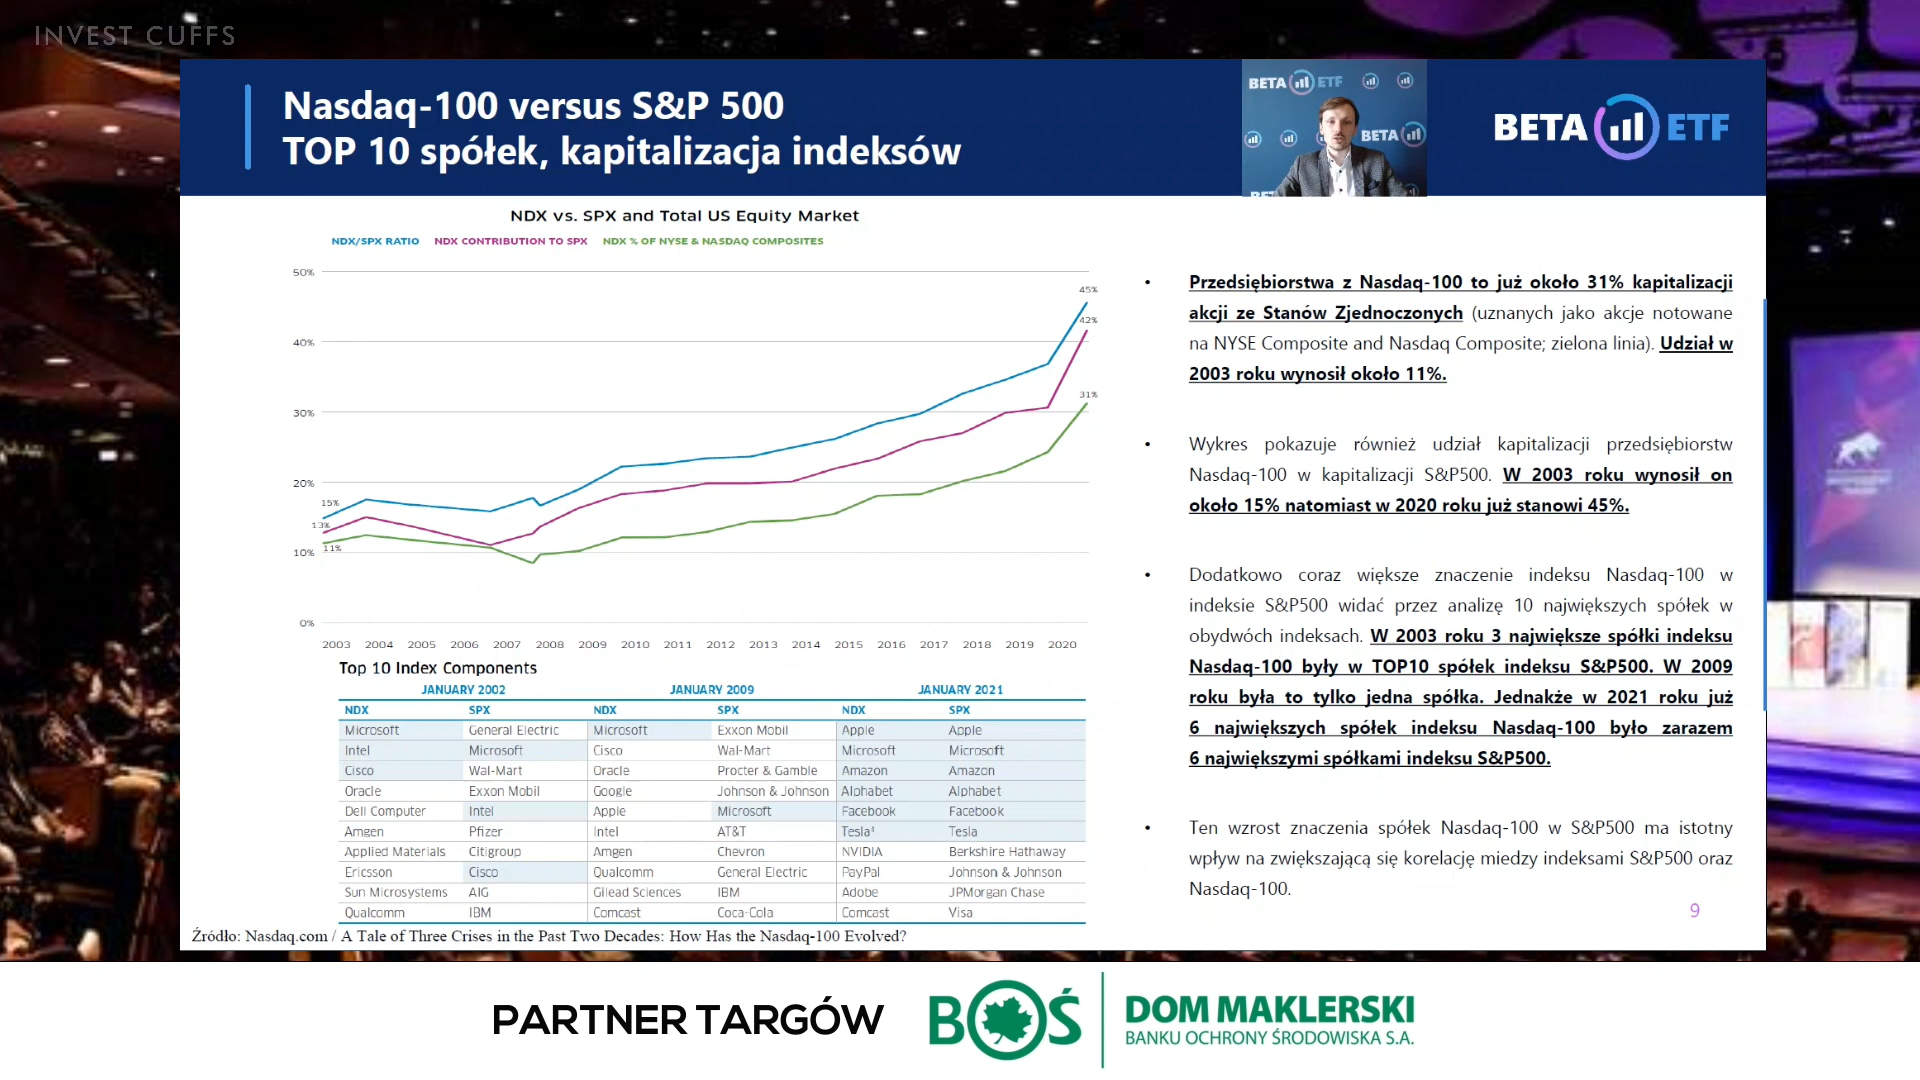 INVEST CUFFS
Nasdaq-100 versus S&P 500
TOP 10 spółek, kapitalizacja indeksów
BETA ETF
BETA
BETA ETF
NDX vs. SPX and Total US Equity Market
NDX/SPX RATIO NDX CONTRIBUTION TO SPX NDX % OF NYSE & NASDAQ COMPOSITES
50%
40%
30%
20%
10%
0%
15%
13%
11%
45%
42%
31%
2003 2004 2005 2006 2007 2008 2009 2010 2011 2012 2013 2014 2015 2016 2017 2018 2019 2020
Top 10 Index Components
JANUARY 2002 JANUARY 2009 JANUARY 2021
NDX SPX NDX SPX NDX SPX
Microsoft General Electric Microsoft Exxon Mobil Apple Apple
Intel Microsoft Cisco Wal-Mart Microsoft Microsoft
Cisco Wal-Mart Oracle Procter & Gamble Amazon Amazon
Oracle Exxon Mobil Google Johnson & Johnson Alphabet Alphabet
Dell Computer Intel Apple Microsoft Facebook Facebook
Amgen Pfizer Intel AT&T Tesla⁴ Tesla
Applied Materials Citigroup Amgen Chevron NVIDIA Berkshire Hathaway
Ericsson Cisco Qualcomm General Electric PayPal Johnson & Johnson
Sun Microsystems AIG Gilead Sciences IBM Adobe JPMorgan Chase
Qualcomm IBM Comcast Coca-Cola Comcast Visa
Źródło: Nasdaq.com / A Tale of Three Crises in the Past Two Decades: How Has the Nasdaq-100 Evolved?
• Przedsiębiorstwa z Nasdaq-100 to już około 31% kapitalizacji
akcji ze Stanów Zjednoczonych (uznanych jako akcje notowane
na NYSE Composite and Nasdaq Composite; zielona linia). Udział w
2003 roku wynosił około 11%.
• Wykres pokazuje również udział kapitalizacji przedsiębiorstw
Nasdaq-100 w kapitalizacji S&P500. W 2003 roku wynosił on
około 15% natomiast w 2020 roku już stanowi 45%.
• Dodatkowo coraz większe znaczenie indeksu Nasdaq-100 w
indeksie S&P500 widać przez analizę 10 największych spółek w
obydwóch indeksach. W 2003 roku 3 największe spółki indeksu
Nasdaq-100 były w TOP10 spółek indeksu S&P500. W 2009
roku była to tylko jedna spółka. Jednakże w 2021 roku już
6 największych spółek indeksu Nasdaq-100 było zarazem
6 największymi spółkami indeksu S&P500.
• Ten wzrost znaczenia spółek Nasdaq-100 w S&P500 ma istotny
wpływ na zwiększającą się korelację miedzy indeksami S&P500 oraz
Nasdaq-100.
9
PARTNER TARGÓW
BOŚ
DOM MAKLERSKI
BANKU OCHRONY ŚRODOWISKA S.A.